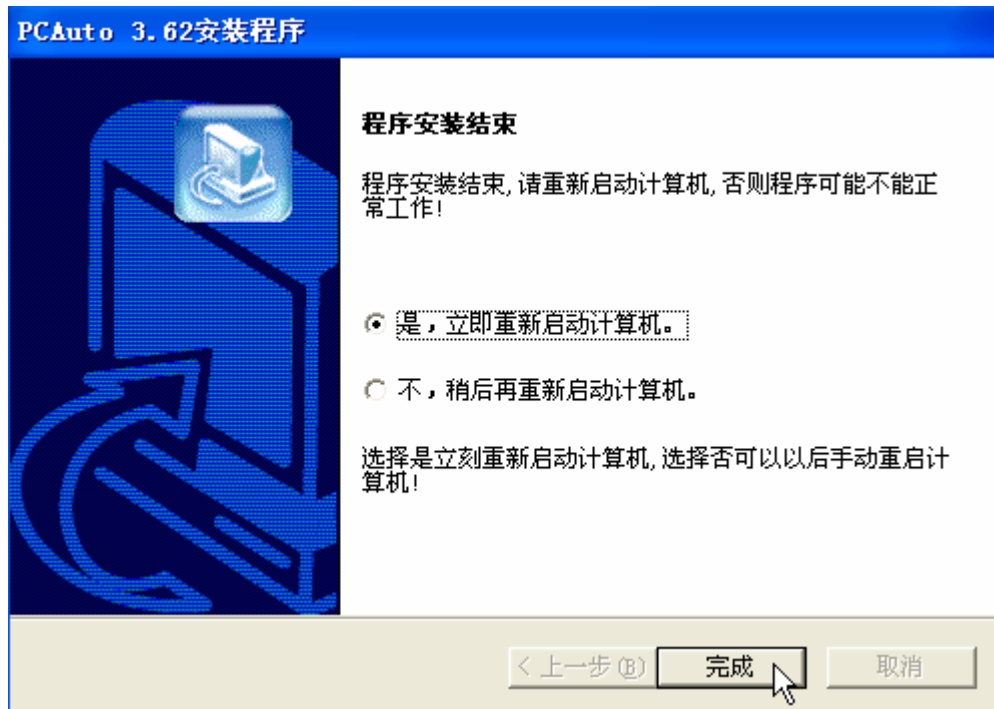 PCAuto 3.62安装程序
程序安装结束
程序安装结束,请重新启动计算机,否则程序可能不能正
常工作!
是，立即重新启动计算机。
不，稍后再重新启动计算机。
选择是立刻重新启动计算机,选择否可以以后手动重启计
算机!
< 上一步(B) 完成 取消